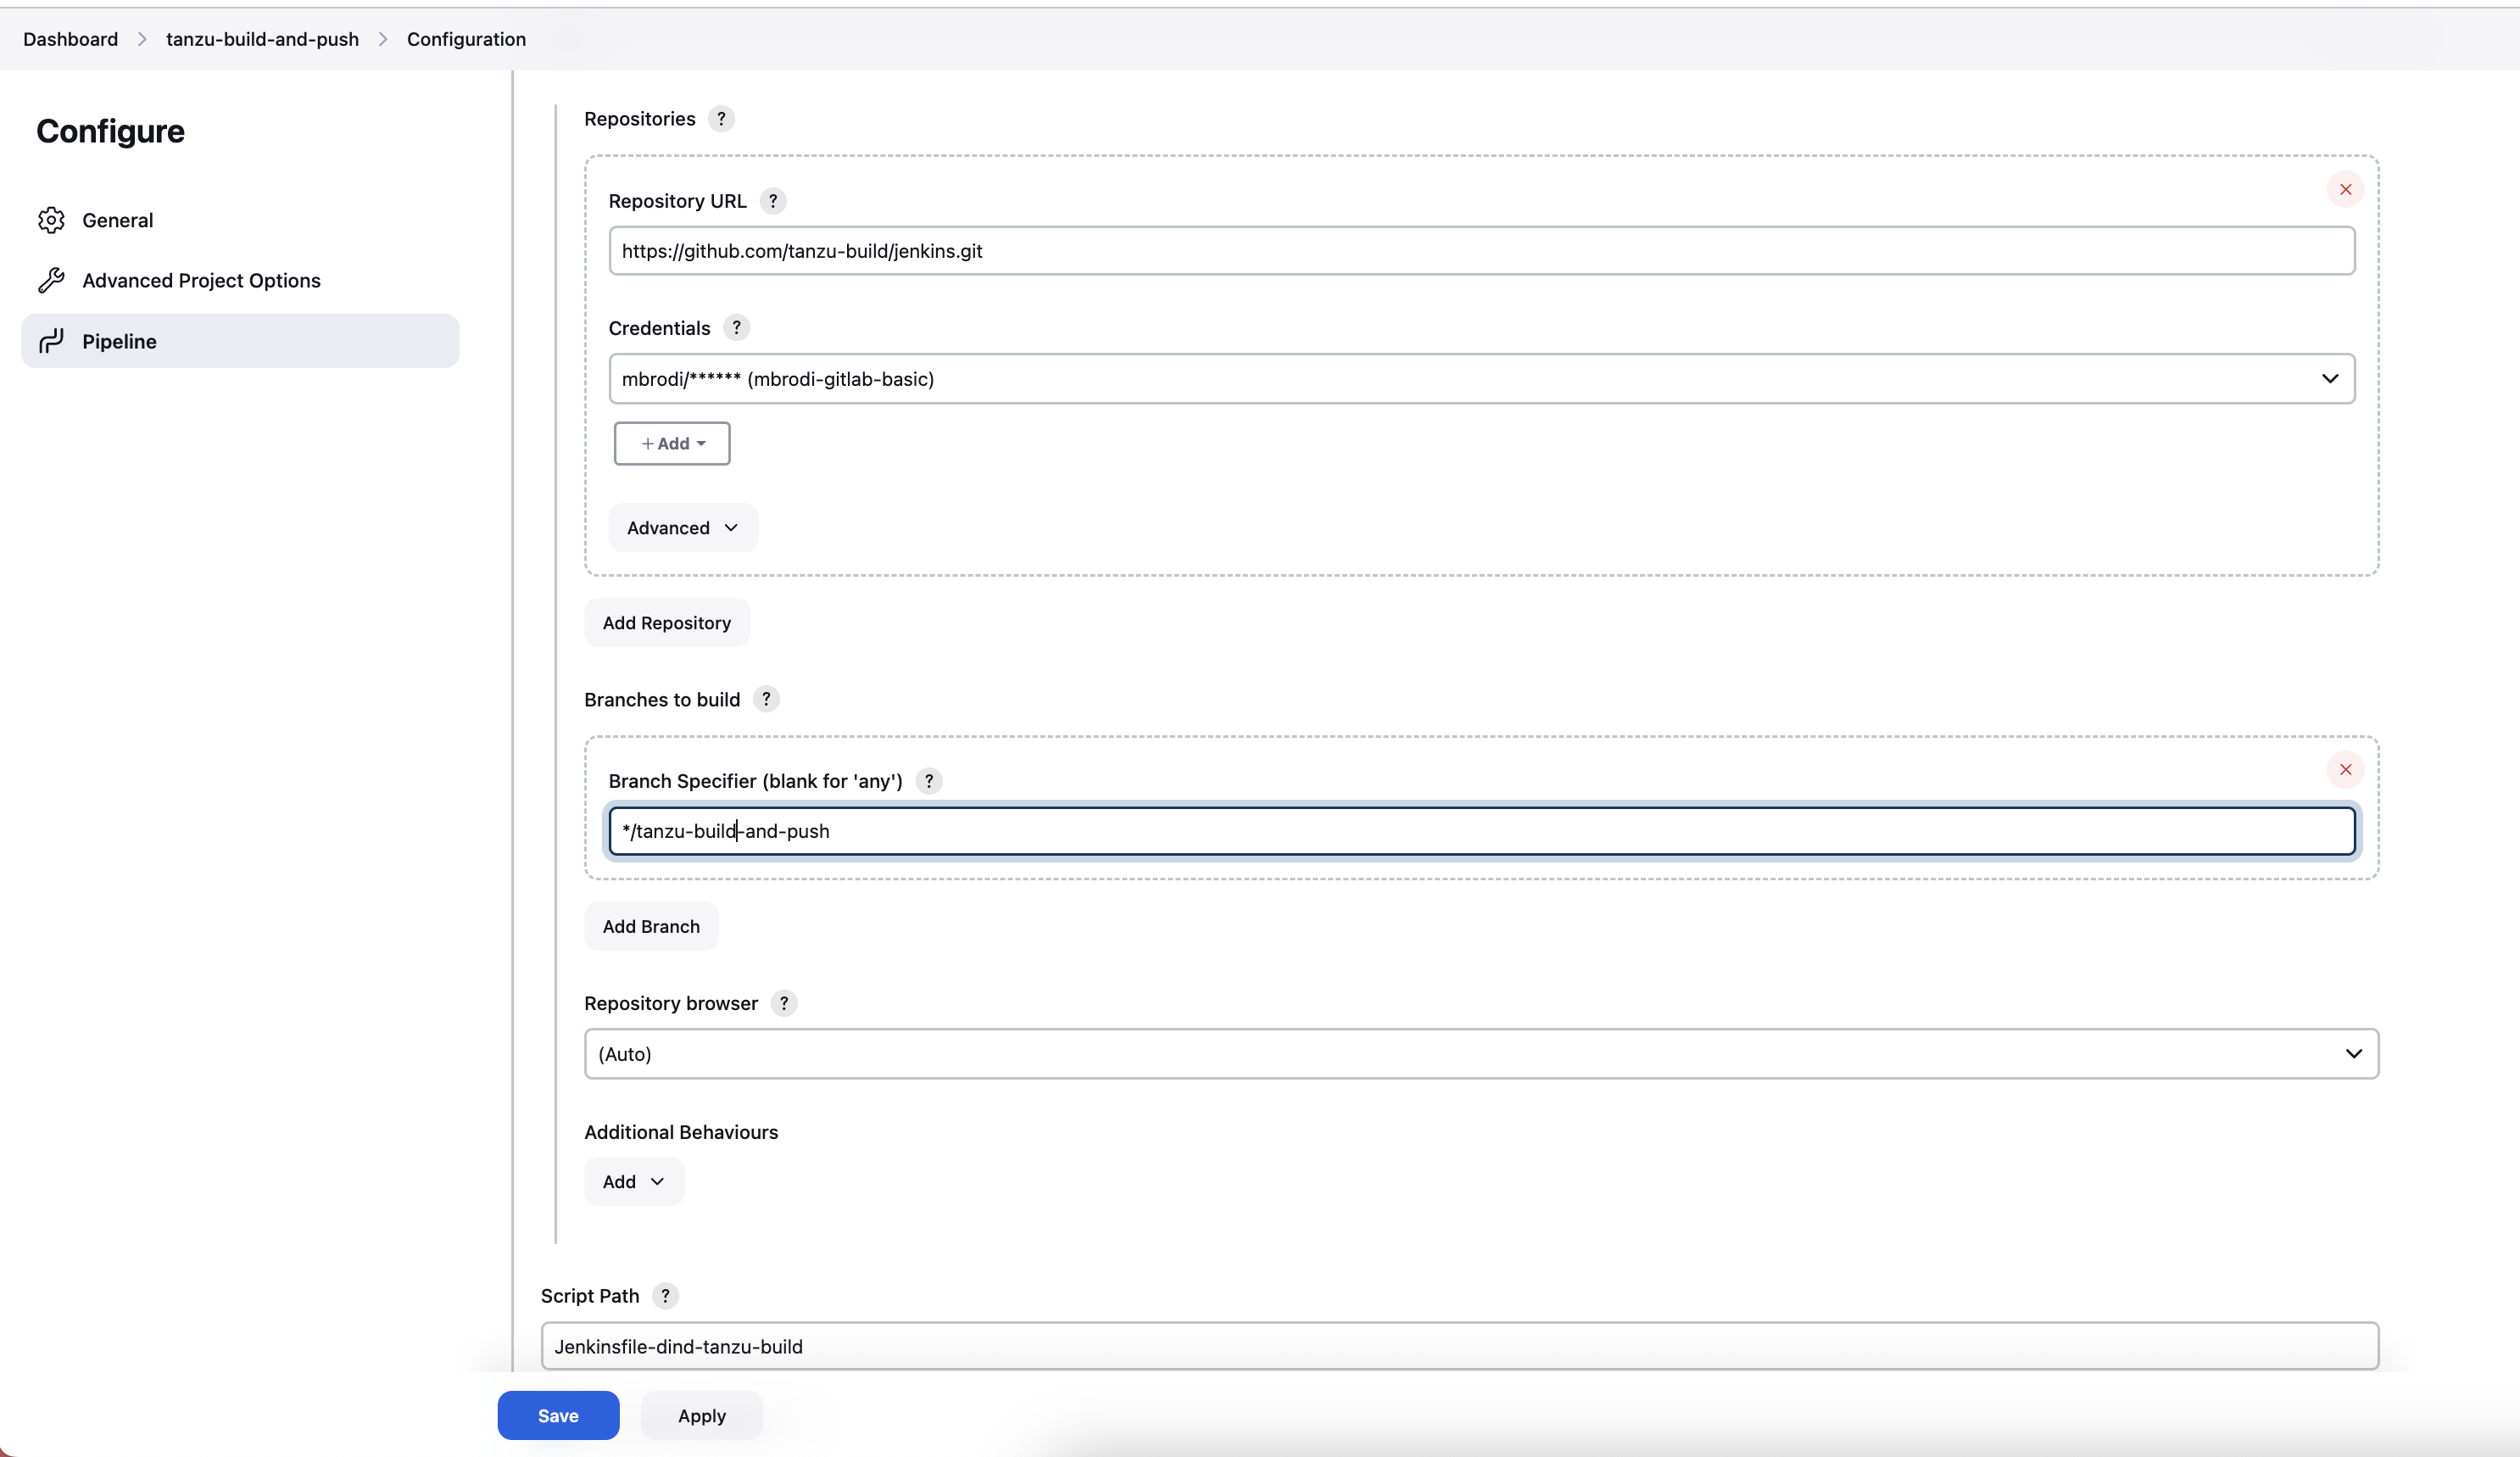 Dashboard > tanzu-build-and-push > Configuration
Configure
General
Advanced Project Options
Pipeline
Repositories ?
Repository URL ?
https://github.com/tanzu-build/jenkins.git
Credentials ?
mbrodi/****** (mbrodi-gitlab-basic)
+ Add
Advanced
Add Repository
Branches to build ?
Branch Specifier (blank for 'any') ?
*/tanzu-build-and-push
Add Branch
Repository browser ?
(Auto)
Additional Behaviours
Add
Script Path ?
Jenkinsfile-dind-tanzu-build
Save Apply